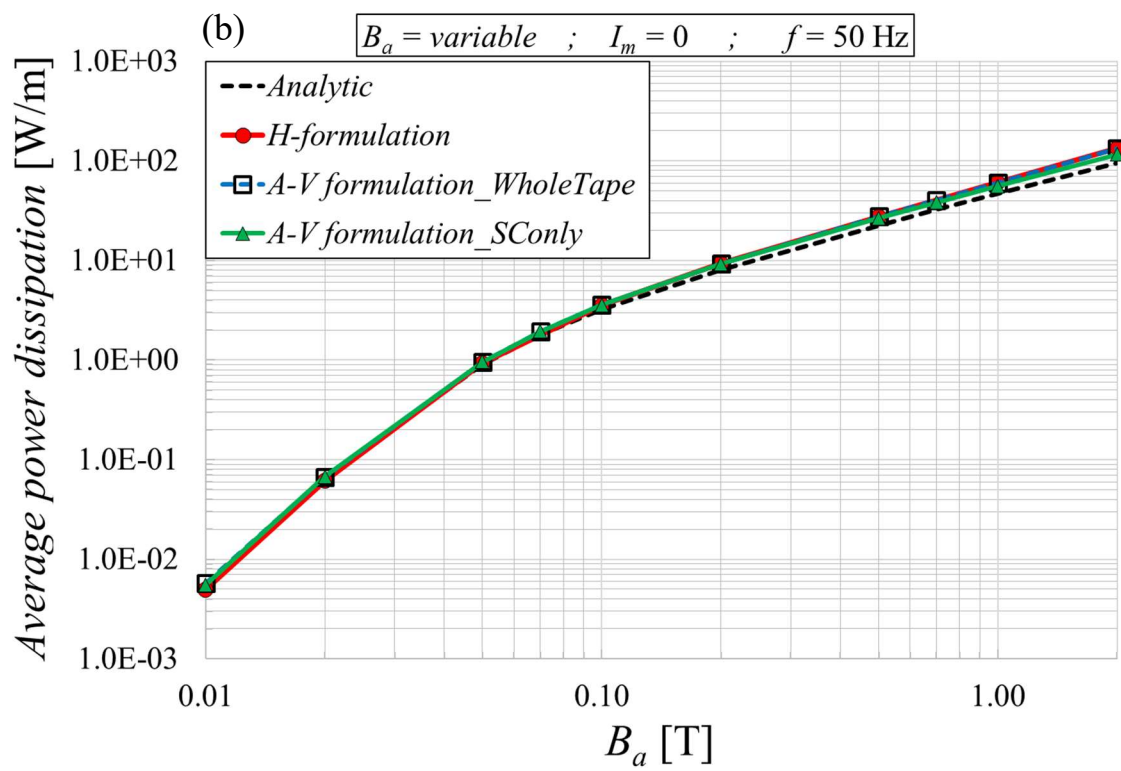 (b)
B_a = variable ; I_m = 0 ; f = 50 Hz
Analytic
H-formulation
A-V formulation_WholeTape
A-V formulation_SConly
Average power dissipation [W/m]
1.0E+03
1.0E+02
1.0E+01
1.0E+00
1.0E-01
1.0E-02
1.0E-03
0.01 0.10 1.00
B_a [T]